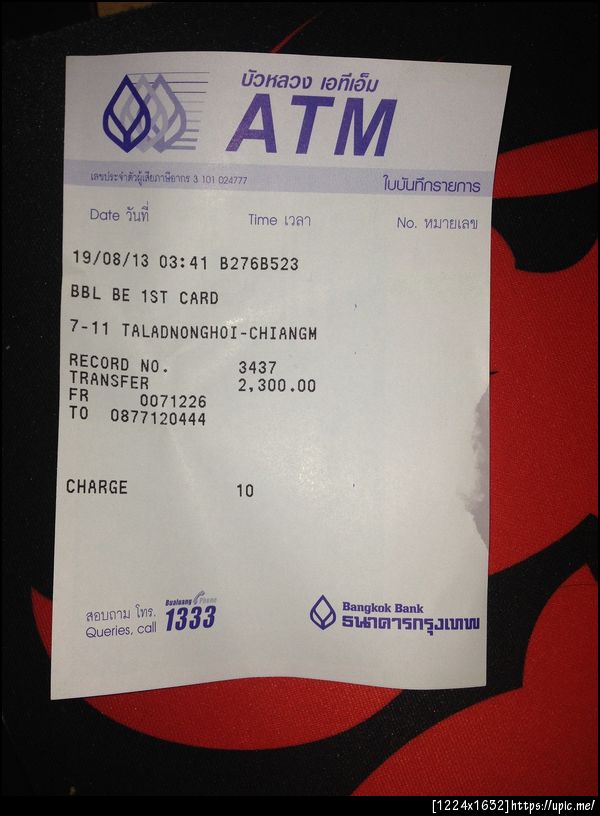 บัวหลวง เอทีเอ็ม
ATM
เลขประจำตัวผู้เสียภาษีอากร 3 101 024777
ใบบันทึกรายการ
Date วันที่ Time เวลา No. หมายเลข
19/08/13 03:41 B276B523
BBL BE 1ST CARD
7-11 TALADNONGHOI-CHIANGM
RECORD NO. 3437
TRANSFER 2,300.00
FR 0071226
TO 0877120444
CHARGE 10
สอบถาม โทร.
Queries, call
Bualuang Phone
1333
Bangkok Bank
ธนาคารกรุงเทพ
[1224x1632]https://upic.me/